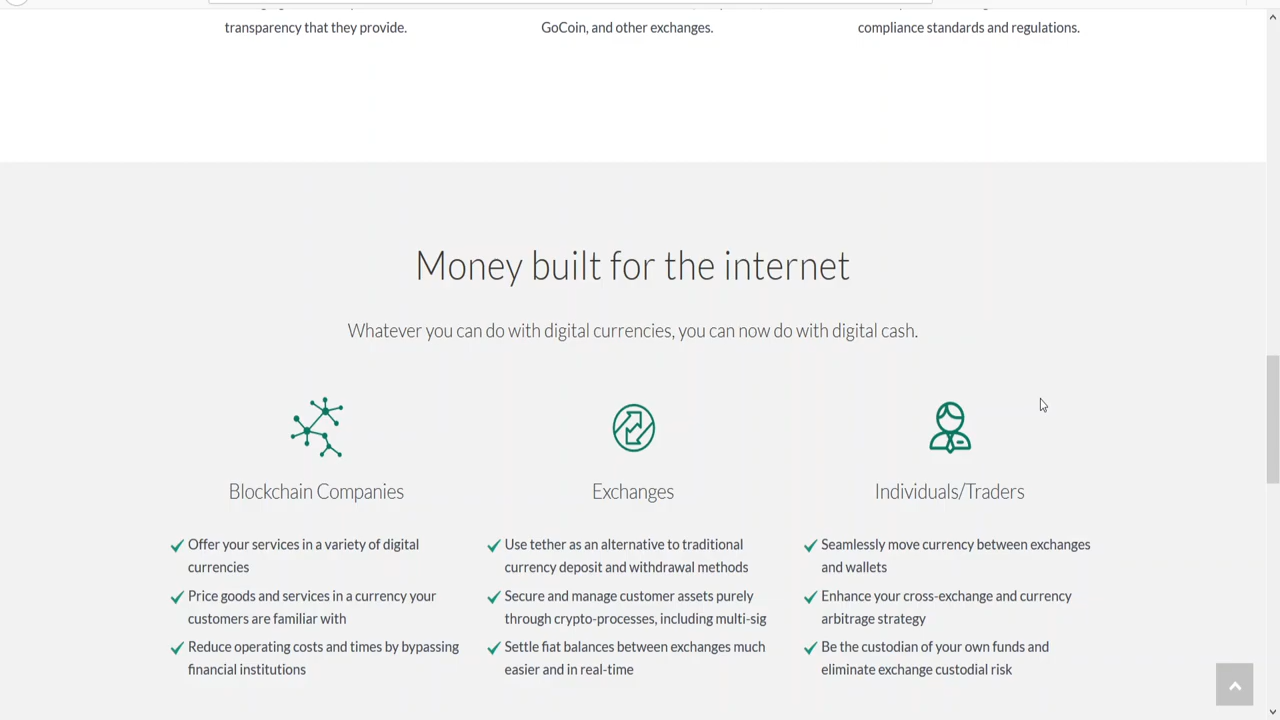 transparency that they provide.
GoCoin, and other exchanges.
compliance standards and regulations.
Money built for the internet
Whatever you can do with digital currencies, you can now do with digital cash.
Blockchain Companies
Offer your services in a variety of digital
currencies
Price goods and services in a currency your
customers are familiar with
Reduce operating costs and times by bypassing
financial institutions
Exchanges
Use tether as an alternative to traditional
currency deposit and withdrawal methods
Secure and manage customer assets purely
through crypto-processes, including multi-sig
Settle fiat balances between exchanges much
easier and in real-time
Individuals/Traders
Seamlessly move currency between exchanges
and wallets
Enhance your cross-exchange and currency
arbitrage strategy
Be the custodian of your own funds and
eliminate exchange custodial risk